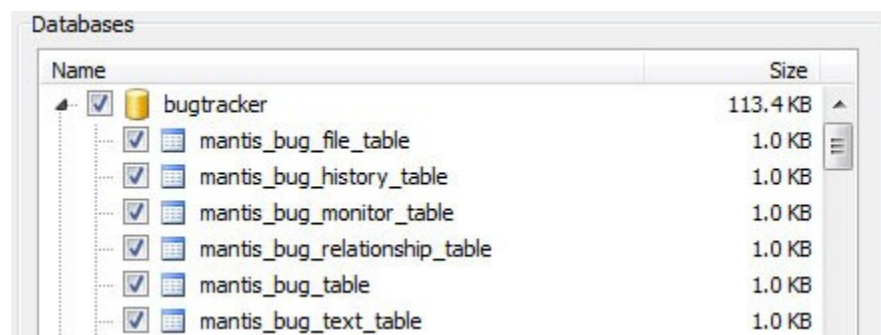 Databases
Name Size
bugtracker 113.4 KB
mantis_bug_file_table 1.0 KB
mantis_bug_history_table 1.0 KB
mantis_bug_monitor_table 1.0 KB
mantis_bug_relationship_table 1.0 KB
mantis_bug_table 1.0 KB
mantis_bug_text_table 1.0 KB